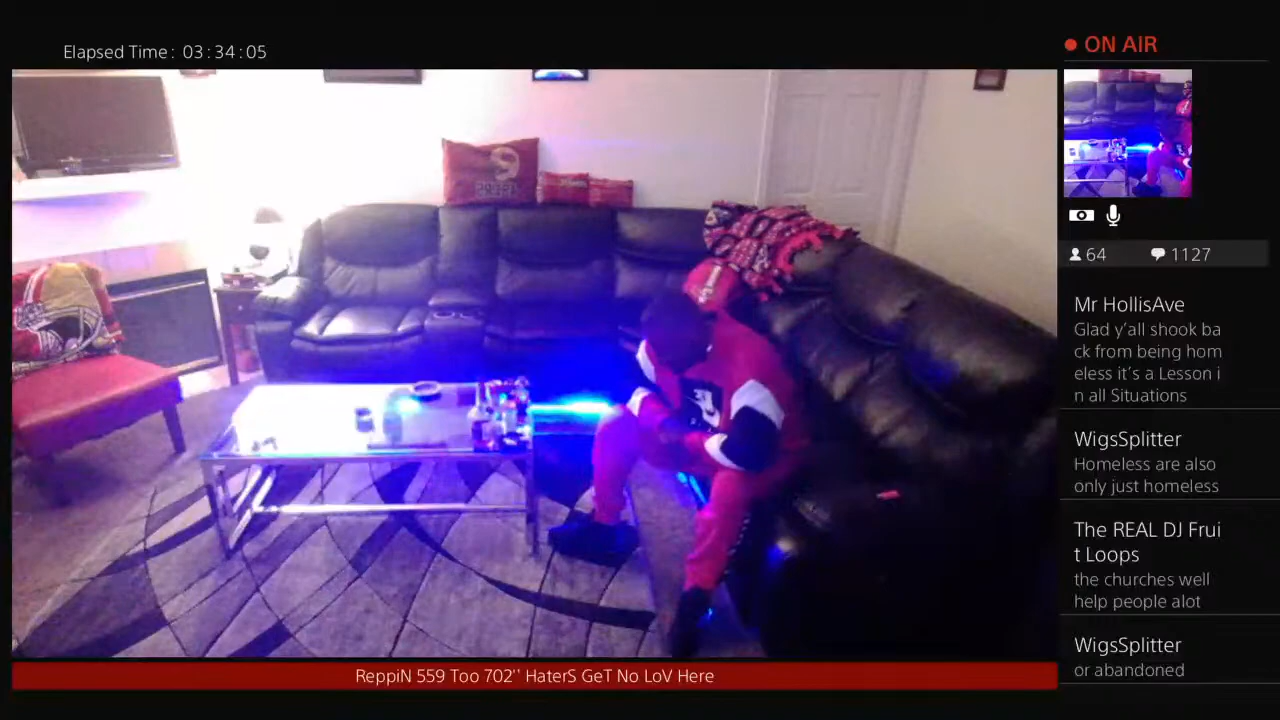 Elapsed Time: 03:34:05
ON AIR
64 1127
Mr HollisAve
Glad y'all shook ba
ck from being hom
eless it's a Lesson i
n all Situations
WigsSplitter
Homeless are also
only just homeless
The REAL DJ Frui
t Loops
the churches well
help people alot
WigsSplitter
or abandoned
ReppiN 559 Too 702'' HaterS GeT No LoV Here